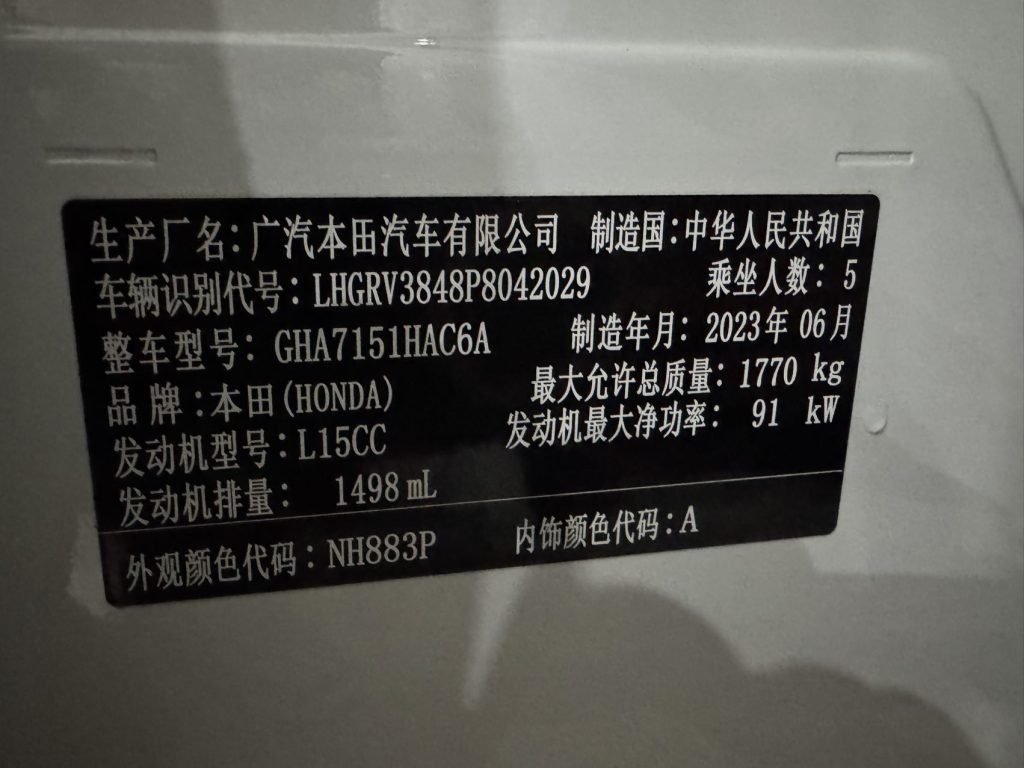 生产厂名：广汽本田汽车有限公司 制造国：中华人民共和国
车辆识别代号：LHGRV3848P8042029 乘坐人数：5
整车型号：GHA7151HAC6A 制造年月：2023年 06月
品 牌：本田(HONDA) 最大允许总质量：1770 kg
发动机型号：L15CC 发动机最大净功率：91 kW
发动机排量：1498 mL
外观颜色代码：NH883P 内饰颜色代码：A